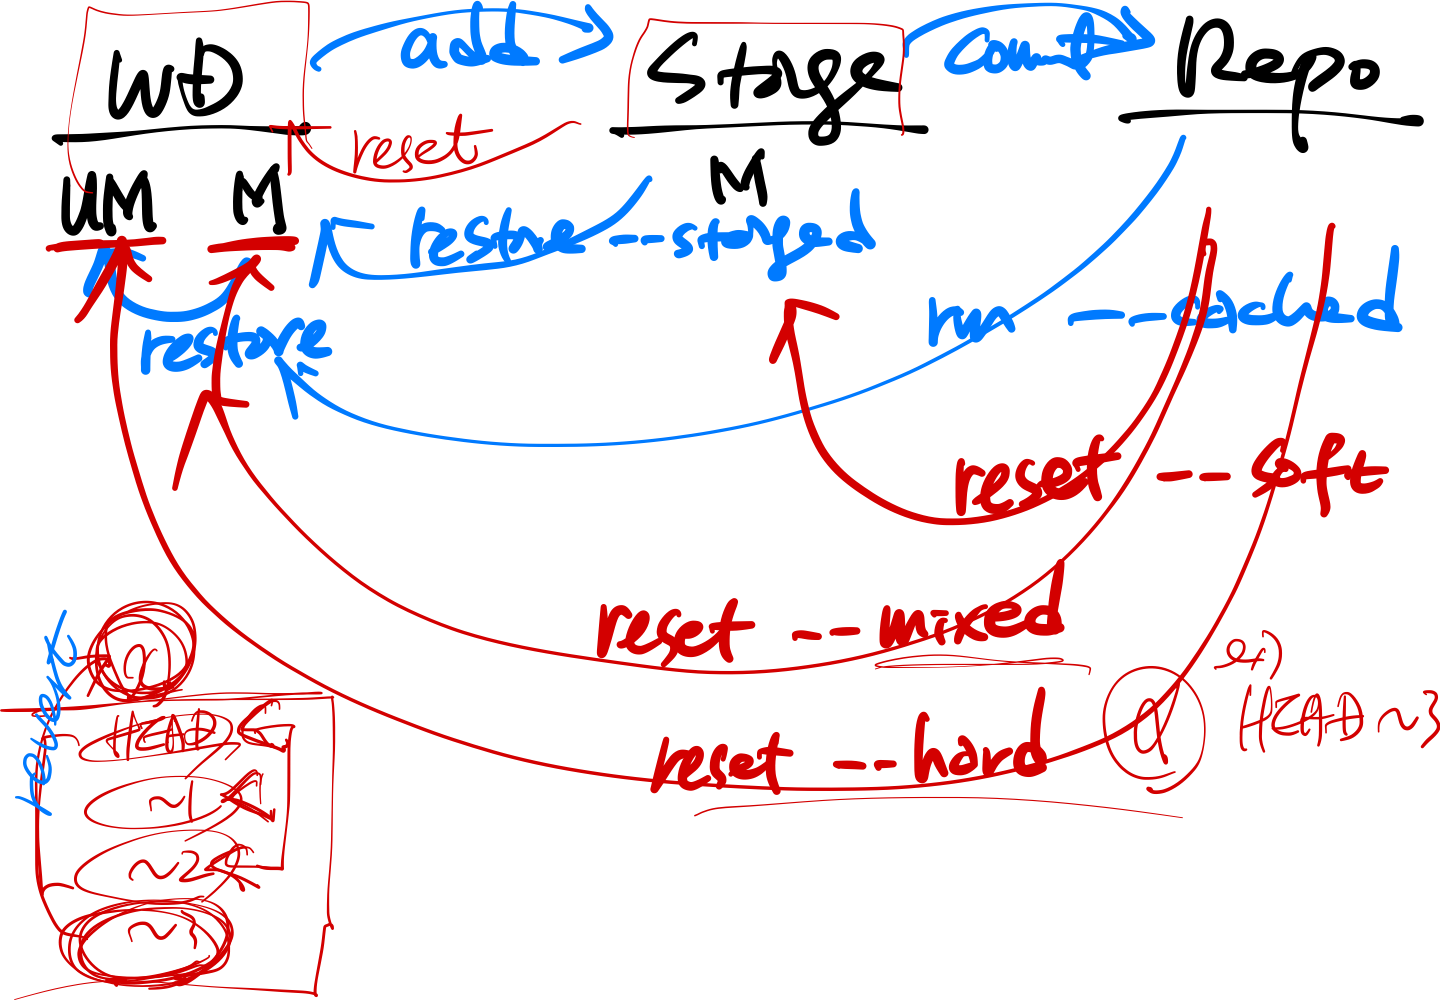 WD add Stage commit Repo
reset
UM M M
restore --staged
restore
rm --cached
reset --soft
reset --mixed
revert
a
reset --hard a
ex)
HEAD~3
HEAD
~1
~2
~3